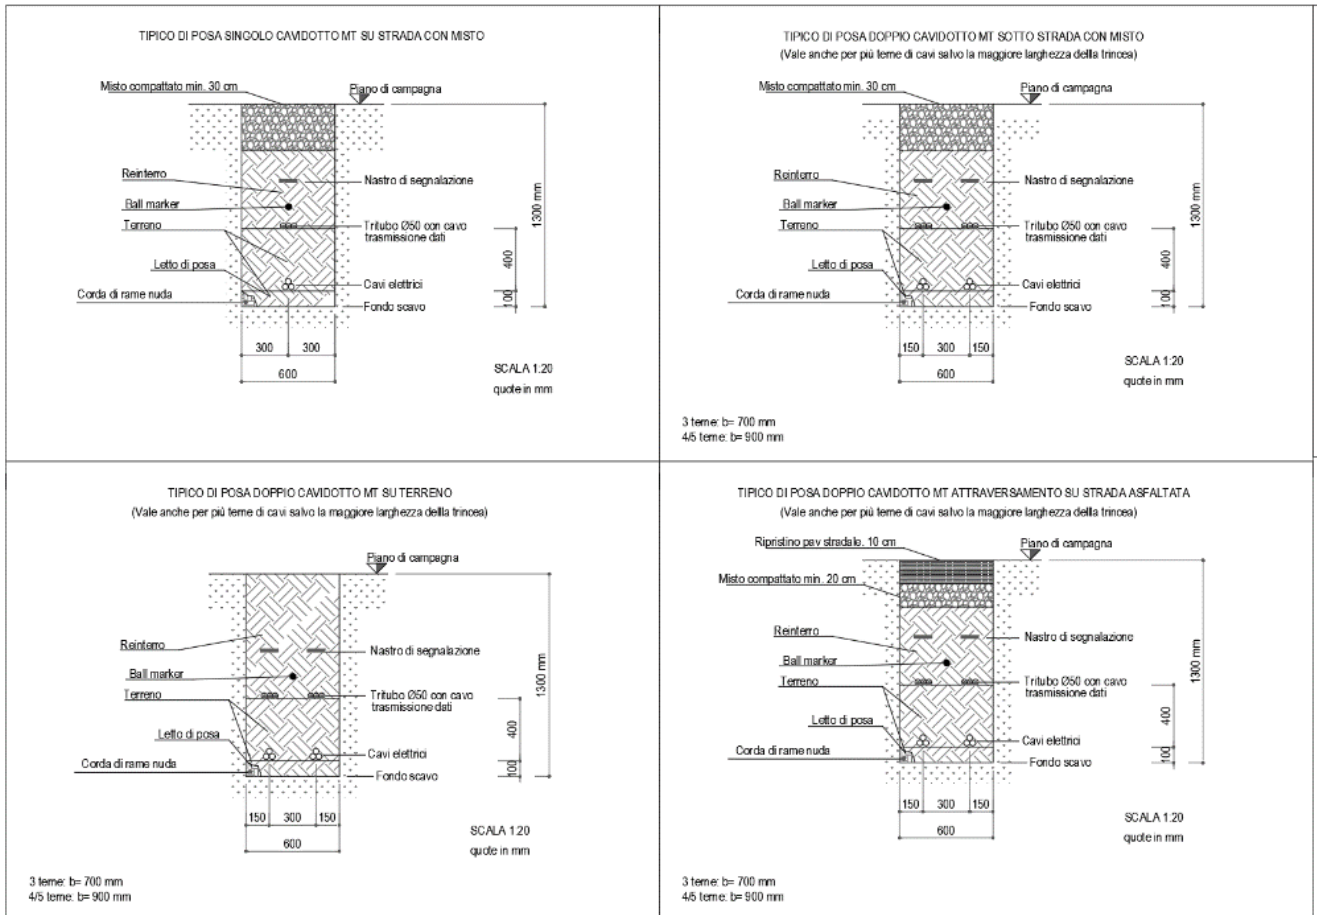 TIPICO DI POSA SINGOLO CAVIDOTTO MT SU STRADA CON MISTO
Misto compattato min. 30 cm
Piano di campagna
Reinterro
Nastro di segnalazione
Ball marker
Terreno
Tritubo Ø50 con cavo
trasmissione dati
Letto di posa
Cavi elettrici
Corda di rame nuda
Fondo scavo
1300 mm
400
100
300
300
600
SCALA 1:20
quote in mm
TIPICO DI POSA DOPPIO CAVIDOTTO MT SOTTO STRADA CON MISTO
(Vale anche per più terne di cavi salvo la maggiore larghezza della trincea)
Misto compattato min. 30 cm
Piano di campagna
Reinterro
Nastro di segnalazione
Ball marker
Terreno
Tritubo Ø50 con cavo
trasmissione dati
Letto di posa
Cavi elettrici
Corda di rame nuda
Fondo scavo
1300 mm
400
100
150
300
150
600
SCALA 1:20
quote in mm
3 terne: b= 700 mm
4/5 terne: b= 900 mm
TIPICO DI POSA DOPPIO CAVIDOTTO MT SU TERRENO
(Vale anche per più terne di cavi salvo la maggiore larghezza dellla trincea)
Piano di campagna
Reinterro
Nastro di segnalazione
Ball marker
Terreno
Tritubo Ø50 con cavo
trasmissione dati
Letto di posa
Cavi elettrici
Corda di rame nuda
Fondo scavo
1300 mm
400
100
150
300
150
600
SCALA 1:20
quote in mm
3 terne: b= 700 mm
4/5 terne: b= 900 mm
TIPICO DI POSA DOPPIO CAVIDOTTO MT ATTRAVERSAMENTO SU STRADA ASFALTATA
(Vale anche per più terne di cavi salvo la maggiore larghezza dellla trincea)
Ripristino pav stradale. 10 cm
Piano di campagna
Misto compattato min. 20 cm
Reinterro
Nastro di segnalazione
Ball marker
Terreno
Tritubo Ø50 con cavo
trasmissione dati
Letto di posa
Cavi elettrici
Corda di rame nuda
Fondo scavo
1300 mm
400
100
150
300
150
600
SCALA 1:20
quote in mm
3 terne: b= 700 mm
4/5 terne: b= 900 mm